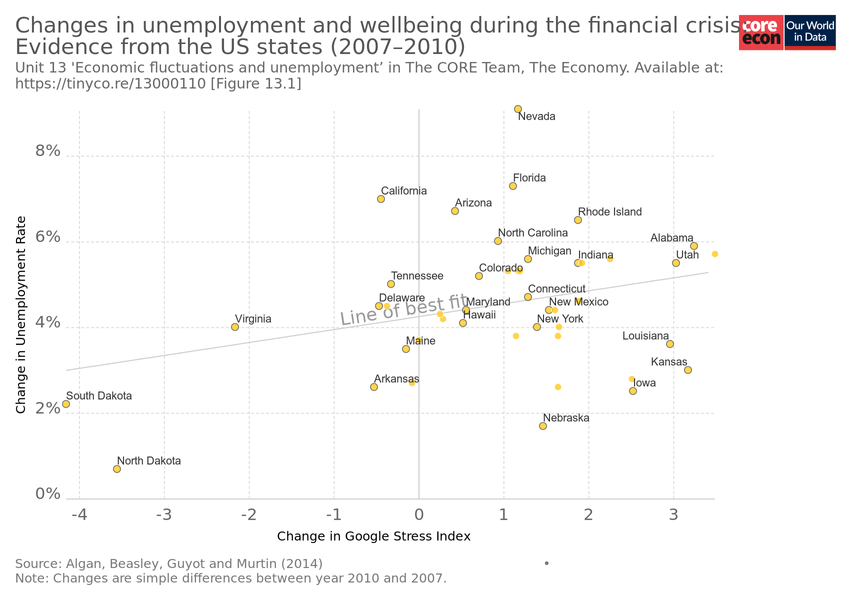 Changes in unemployment and wellbeing during the financial crisis
Evidence from the US states (2007–2010)
core
econ
Our World
in Data
Unit 13 'Economic fluctuations and unemployment’ in The CORE Team, The Economy. Available at:
https://tinyco.re/13000110 [Figure 13.1]
Nevada
8%
Florida
California
Arizona
Rhode Island
North Carolina
6%
Alabama
Michigan
Indiana
Utah
Colorado
Tennessee
Connecticut
Delaware
Maryland
New Mexico
Line of best fit
Hawaii
Virginia
New York
4%
Louisiana
Maine
Kansas
Arkansas
Iowa
South Dakota
2%
Nebraska
North Dakota
0%
Change in Unemployment Rate
-4
-3
-2
-1
0
1
2
3
Change in Google Stress Index
Source: Algan, Beasley, Guyot and Murtin (2014)
Note: Changes are simple differences between year 2010 and 2007.